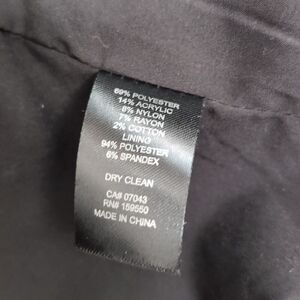 69% POLYESTER
14% ACRYLIC
8% NYLON
7% RAYON
2% COTTON
LINING
94% POLYESTER
6% SPANDEX
DRY CLEAN
CA# 07043
RN# 159550
MADE IN CHINA